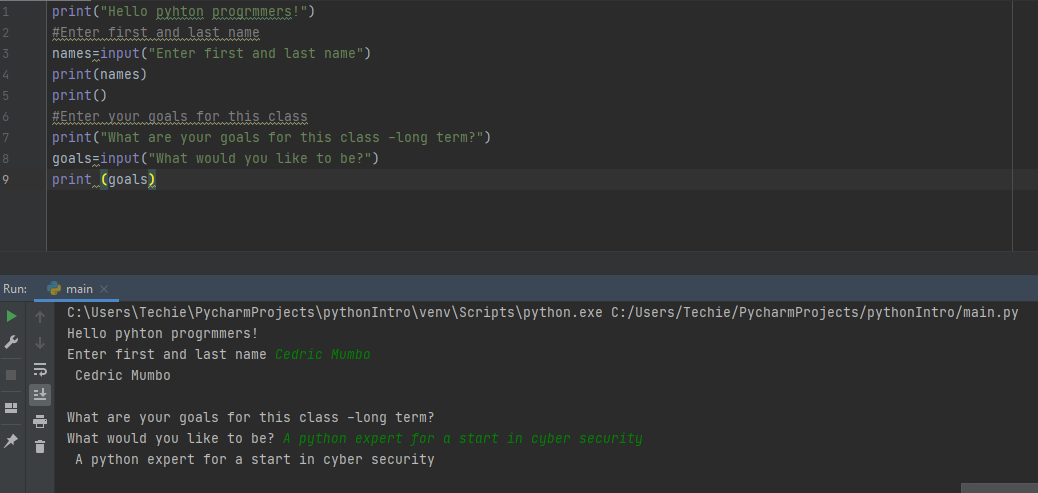 1 print("Hello pyhton progrmmers!")
2 #Enter first and last name
3 names=input("Enter first and last name")
4 print(names)
5 print()
6 #Enter your goals for this class
7 print("What are your goals for this class -long term?")
8 goals=input("What would you like to be?")
9 print (goals)
Run: main
C:\Users\Techie\PycharmProjects\pythonIntro\venv\Scripts\python.exe C:/Users/Techie/PycharmProjects/pythonIntro/main.py
Hello pyhton progrmmers!
Enter first and last name Cedric Mumbo
 Cedric Mumbo
What are your goals for this class -long term?
What would you like to be? A python expert for a start in cyber security
 A python expert for a start in cyber security